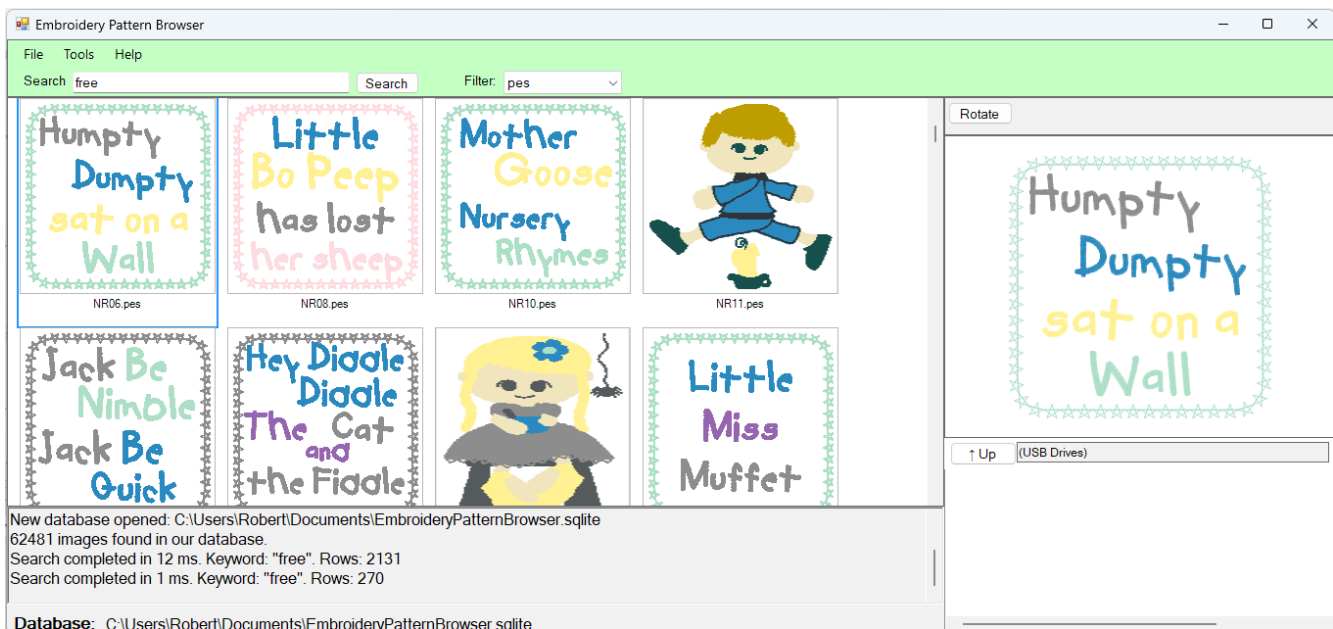 Embroidery Pattern Browser
File Tools Help
Search free Search Filter: pes
Humpty
Dumpty
sat on a
Wall
NR06.pes
Little
Bo Peep
has lost
her sheep
NR08.pes
Mother
Goose
Nursery
Rhymes
NR10.pes
NR11.pes
Jack Be
Nimble
Jack Be
Quick
Hey Diddle
Diddle
The Cat
and
the Fiddle
Little
Miss
Muffet
Rotate
Humpty
Dumpty
sat on a
Wall
↑ Up (USB Drives)
New database opened: C:\Users\Robert\Documents\EmbroideryPatternBrowser.sqlite
62481 images found in our database.
Search completed in 12 ms. Keyword: "free". Rows: 2131
Search completed in 1 ms. Keyword: "free". Rows: 270
Database: C:\Users\Robert\Documents\EmbroideryPatternBrowser.sqlite